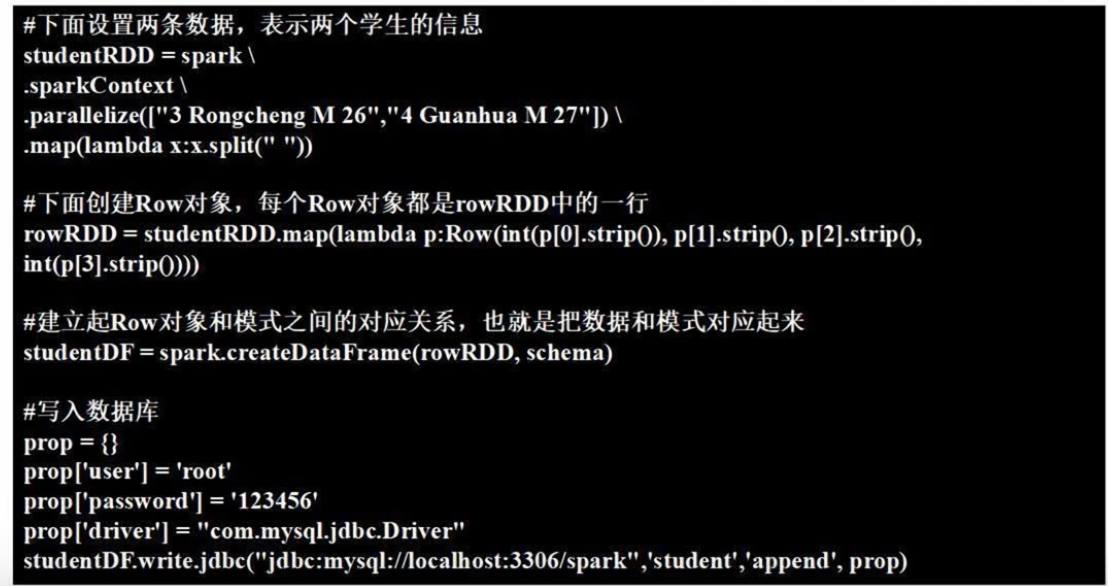 #下面设置两条数据，表示两个学生的信息
studentRDD = spark \
.sparkContext \
.parallelize(["3 Rongcheng M 26","4 Guanhua M 27"]) \
.map(lambda x:x.split(" "))
#下面创建Row对象，每个Row对象都是rowRDD中的一行
rowRDD = studentRDD.map(lambda p:Row(int(p[0].strip()), p[1].strip(), p[2].strip(),
int(p[3].strip())))
#建立起Row对象和模式之间的对应关系，也就是把数据和模式对应起来
studentDF = spark.createDataFrame(rowRDD, schema)
#写入数据库
prop = {}
prop['user'] = 'root'
prop['password'] = '123456'
prop['driver'] = "com.mysql.jdbc.Driver"
studentDF.write.jdbc("jdbc:mysql://localhost:3306/spark",'student','append', prop)